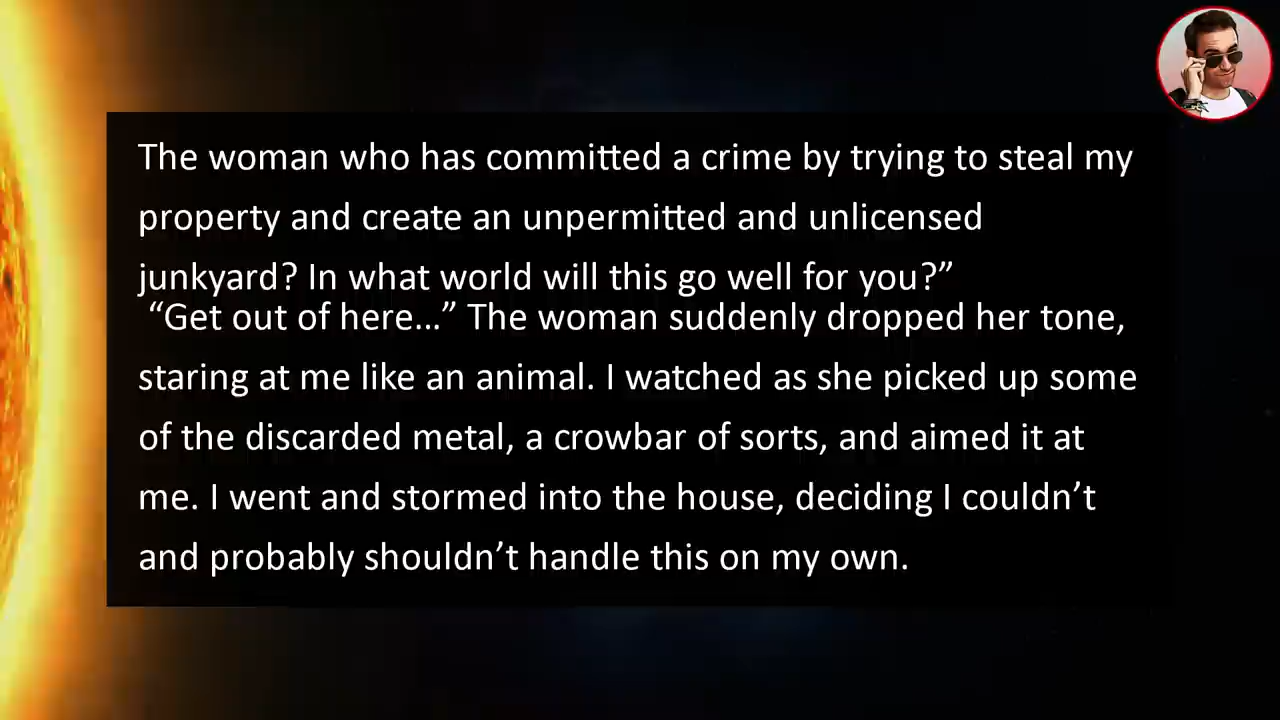 The woman who has committed a crime by trying to steal my
property and create an unpermitted and unlicensed
junkyard? In what world will this go well for you?”
“Get out of here...” The woman suddenly dropped her tone,
staring at me like an animal. I watched as she picked up some
of the discarded metal, a crowbar of sorts, and aimed it at
me. I went and stormed into the house, deciding I couldn’t
and probably shouldn’t handle this on my own.